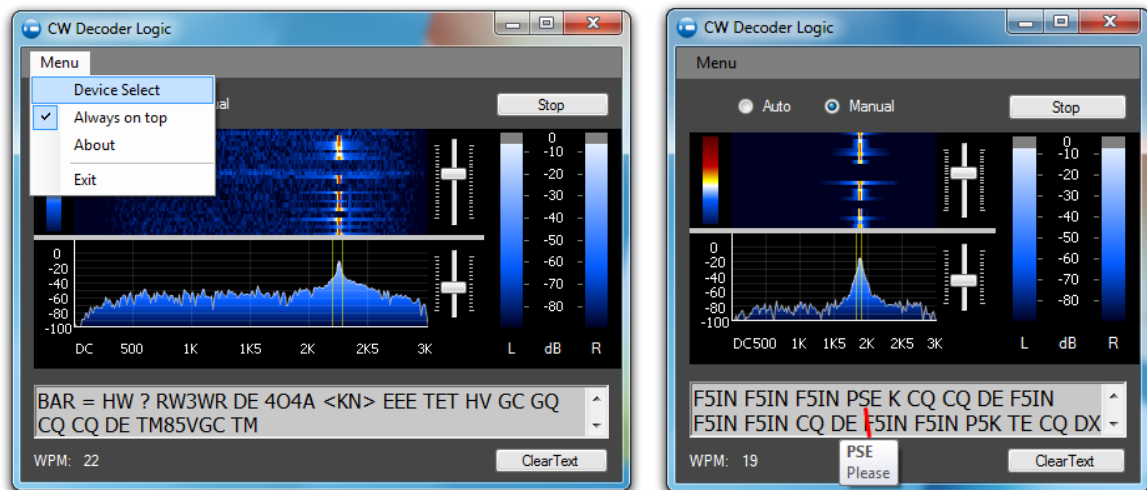 CW Decoder Logic
Menu
Device Select
Always on top
About
Exit
ual
Stop
0
-10
-20
-30
-40
-50
-60
-70
-80
0
-20
-40
-60
-80
-100
DC 500 1K 1K5 2K 2K5 3K
L dB R
BAR = HW ? RW3WR DE 4O4A <KN> EEE TET HV GC GQ
CQ CQ DE TM85VGC TM
WPM: 22
ClearText
CW Decoder Logic
Menu
Auto Manual
Stop
0
-10
-20
-30
-40
-50
-60
-70
-80
0
-20
-40
-60
-80
-100
DC 500 1K 1K5 2K 2K5 3K
L dB R
F5IN F5IN F5IN PSE K CQ CQ DE F5IN
F5IN F5IN CQ DE F5IN F5IN P5K TE CQ DX
PSE
Please
WPM: 19
ClearText